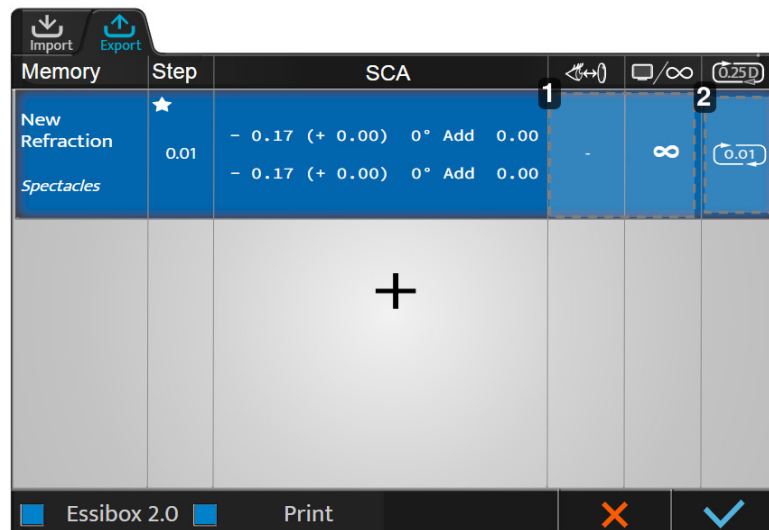 Import Export
Memory Step SCA □/∞ 0.25D
1 2
New
Refraction
Spectacles
0.01
- 0.17 (+ 0.00) 0° Add 0.00
- 0.17 (+ 0.00) 0° Add 0.00
-
∞
0.01
+
Essibox 2.0 Print